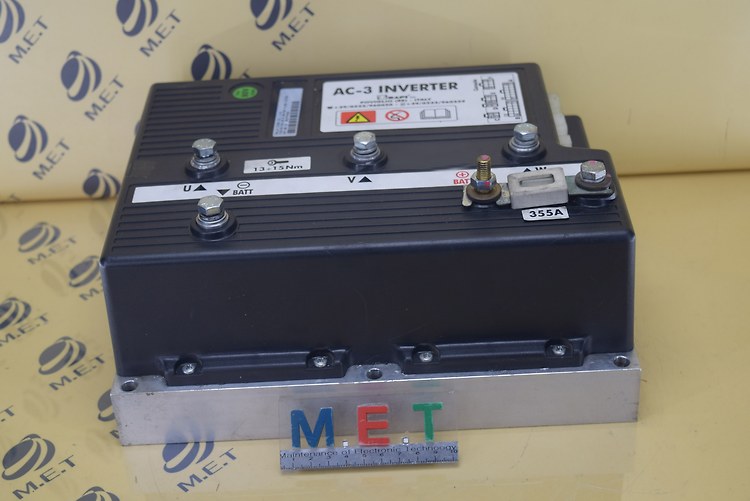 M.E.T
M.E.T
M.E.T
M.E.T
M.E.T
AC-3 INVERTER
13÷15Nm
U▲
▼
⊖
BATT
V▲
⊕
BATT
▲W
355A
M.E.T
M.E.T
M.E.T
M.E.T
M.E.T
Maintenance of Electronic Technology